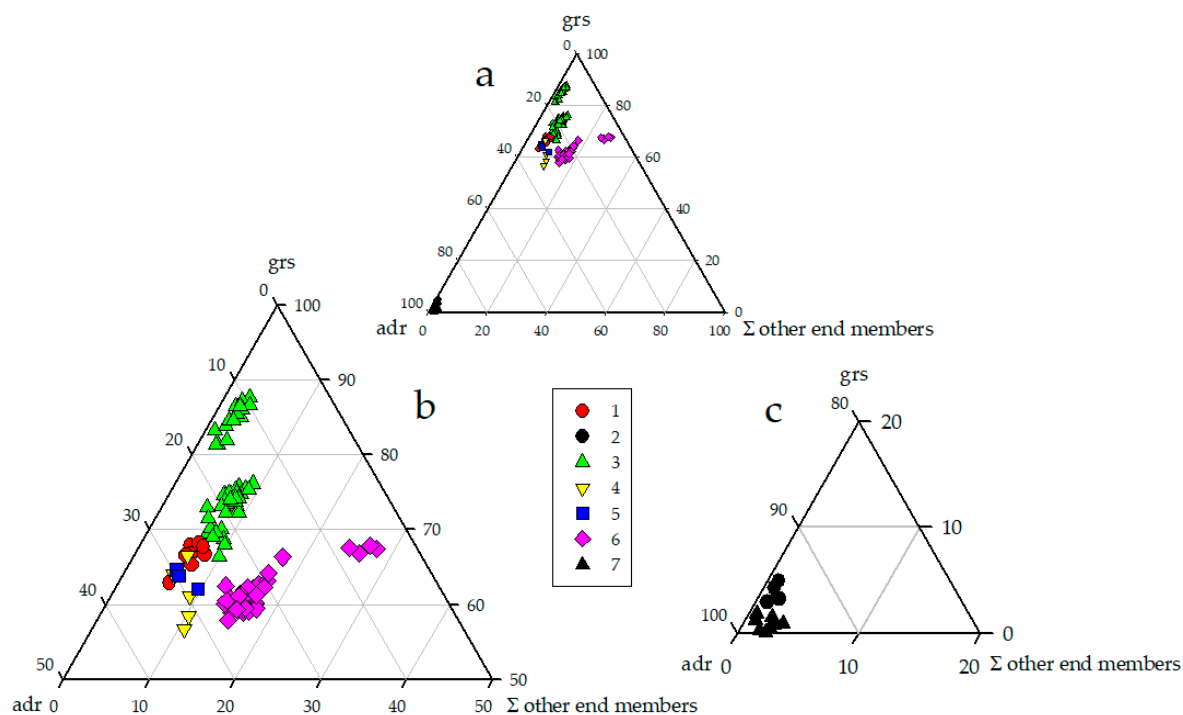 grs
0 100
a
20 80
40 60
60 40
80 20
100 0
adr 0 20 40 60 80 100 Σ other end members
grs
0 100
b
10 90
20 80
30 70
40 60
50 50
adr 0 10 20 30 40 50 Σ other end members
1
2
3
4
5
6
7
grs
c
80 20
90 10
100 0
adr 0 10 20 Σ other end members